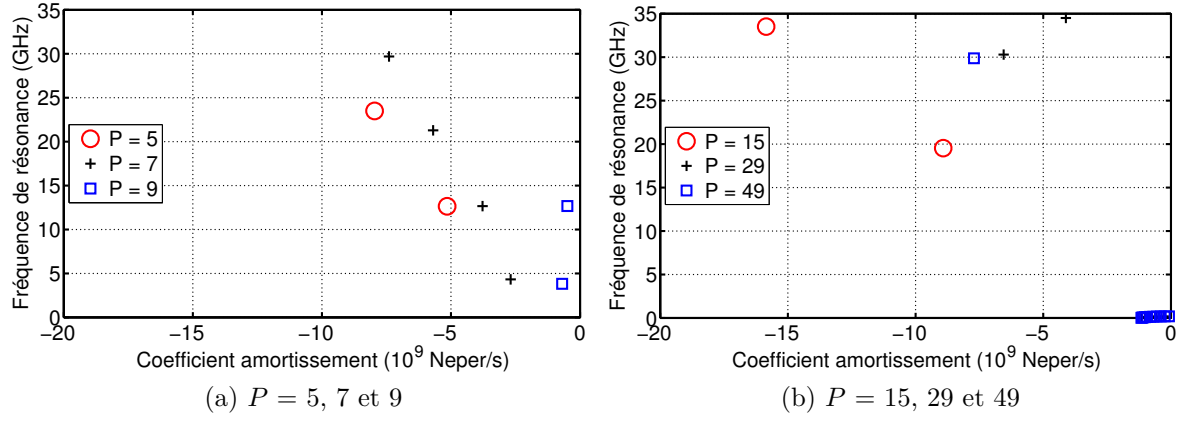 35
30
25
20
15
10
5
0
Fréquence de résonance (GHz)
P = 5
P = 7
P = 9
−20 −15 −10 −5 0
Coefficient amortissement (10⁹ Neper/s)
(a) P = 5, 7 et 9
35
30
25
20
15
10
5
0
Fréquence de résonance (GHz)
P = 15
P = 29
P = 49
−20 −15 −10 −5 0
Coefficient amortissement (10⁹ Neper/s)
(b) P = 15, 29 et 49